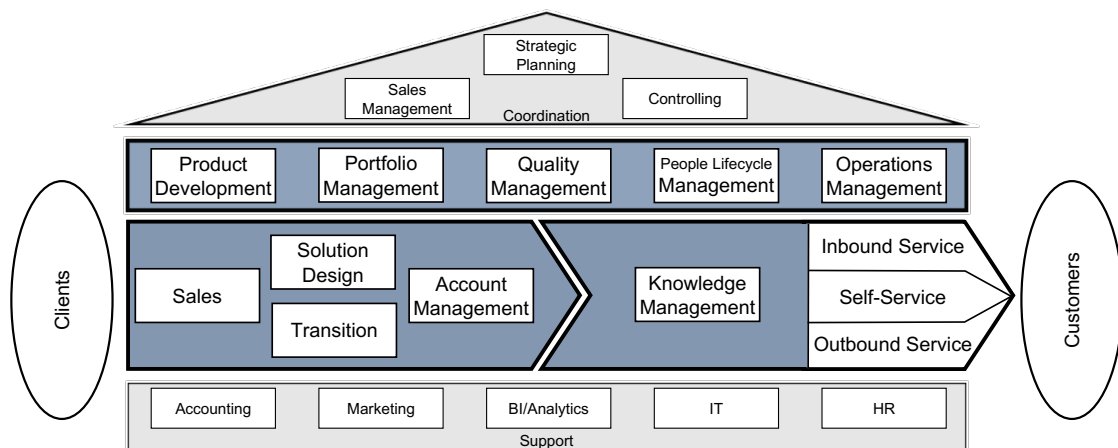 Strategic
Planning
Sales
Management
Controlling
Coordination
Product
Development
Portfolio
Management
Quality
Management
People Lifecycle
Management
Operations
Management
Clients
Sales
Solution
Design
Transition
Account
Management
Knowledge
Management
Inbound Service
Self-Service
Outbound Service
Customers
Accounting
Marketing
BI/Analytics
IT
HR
Support